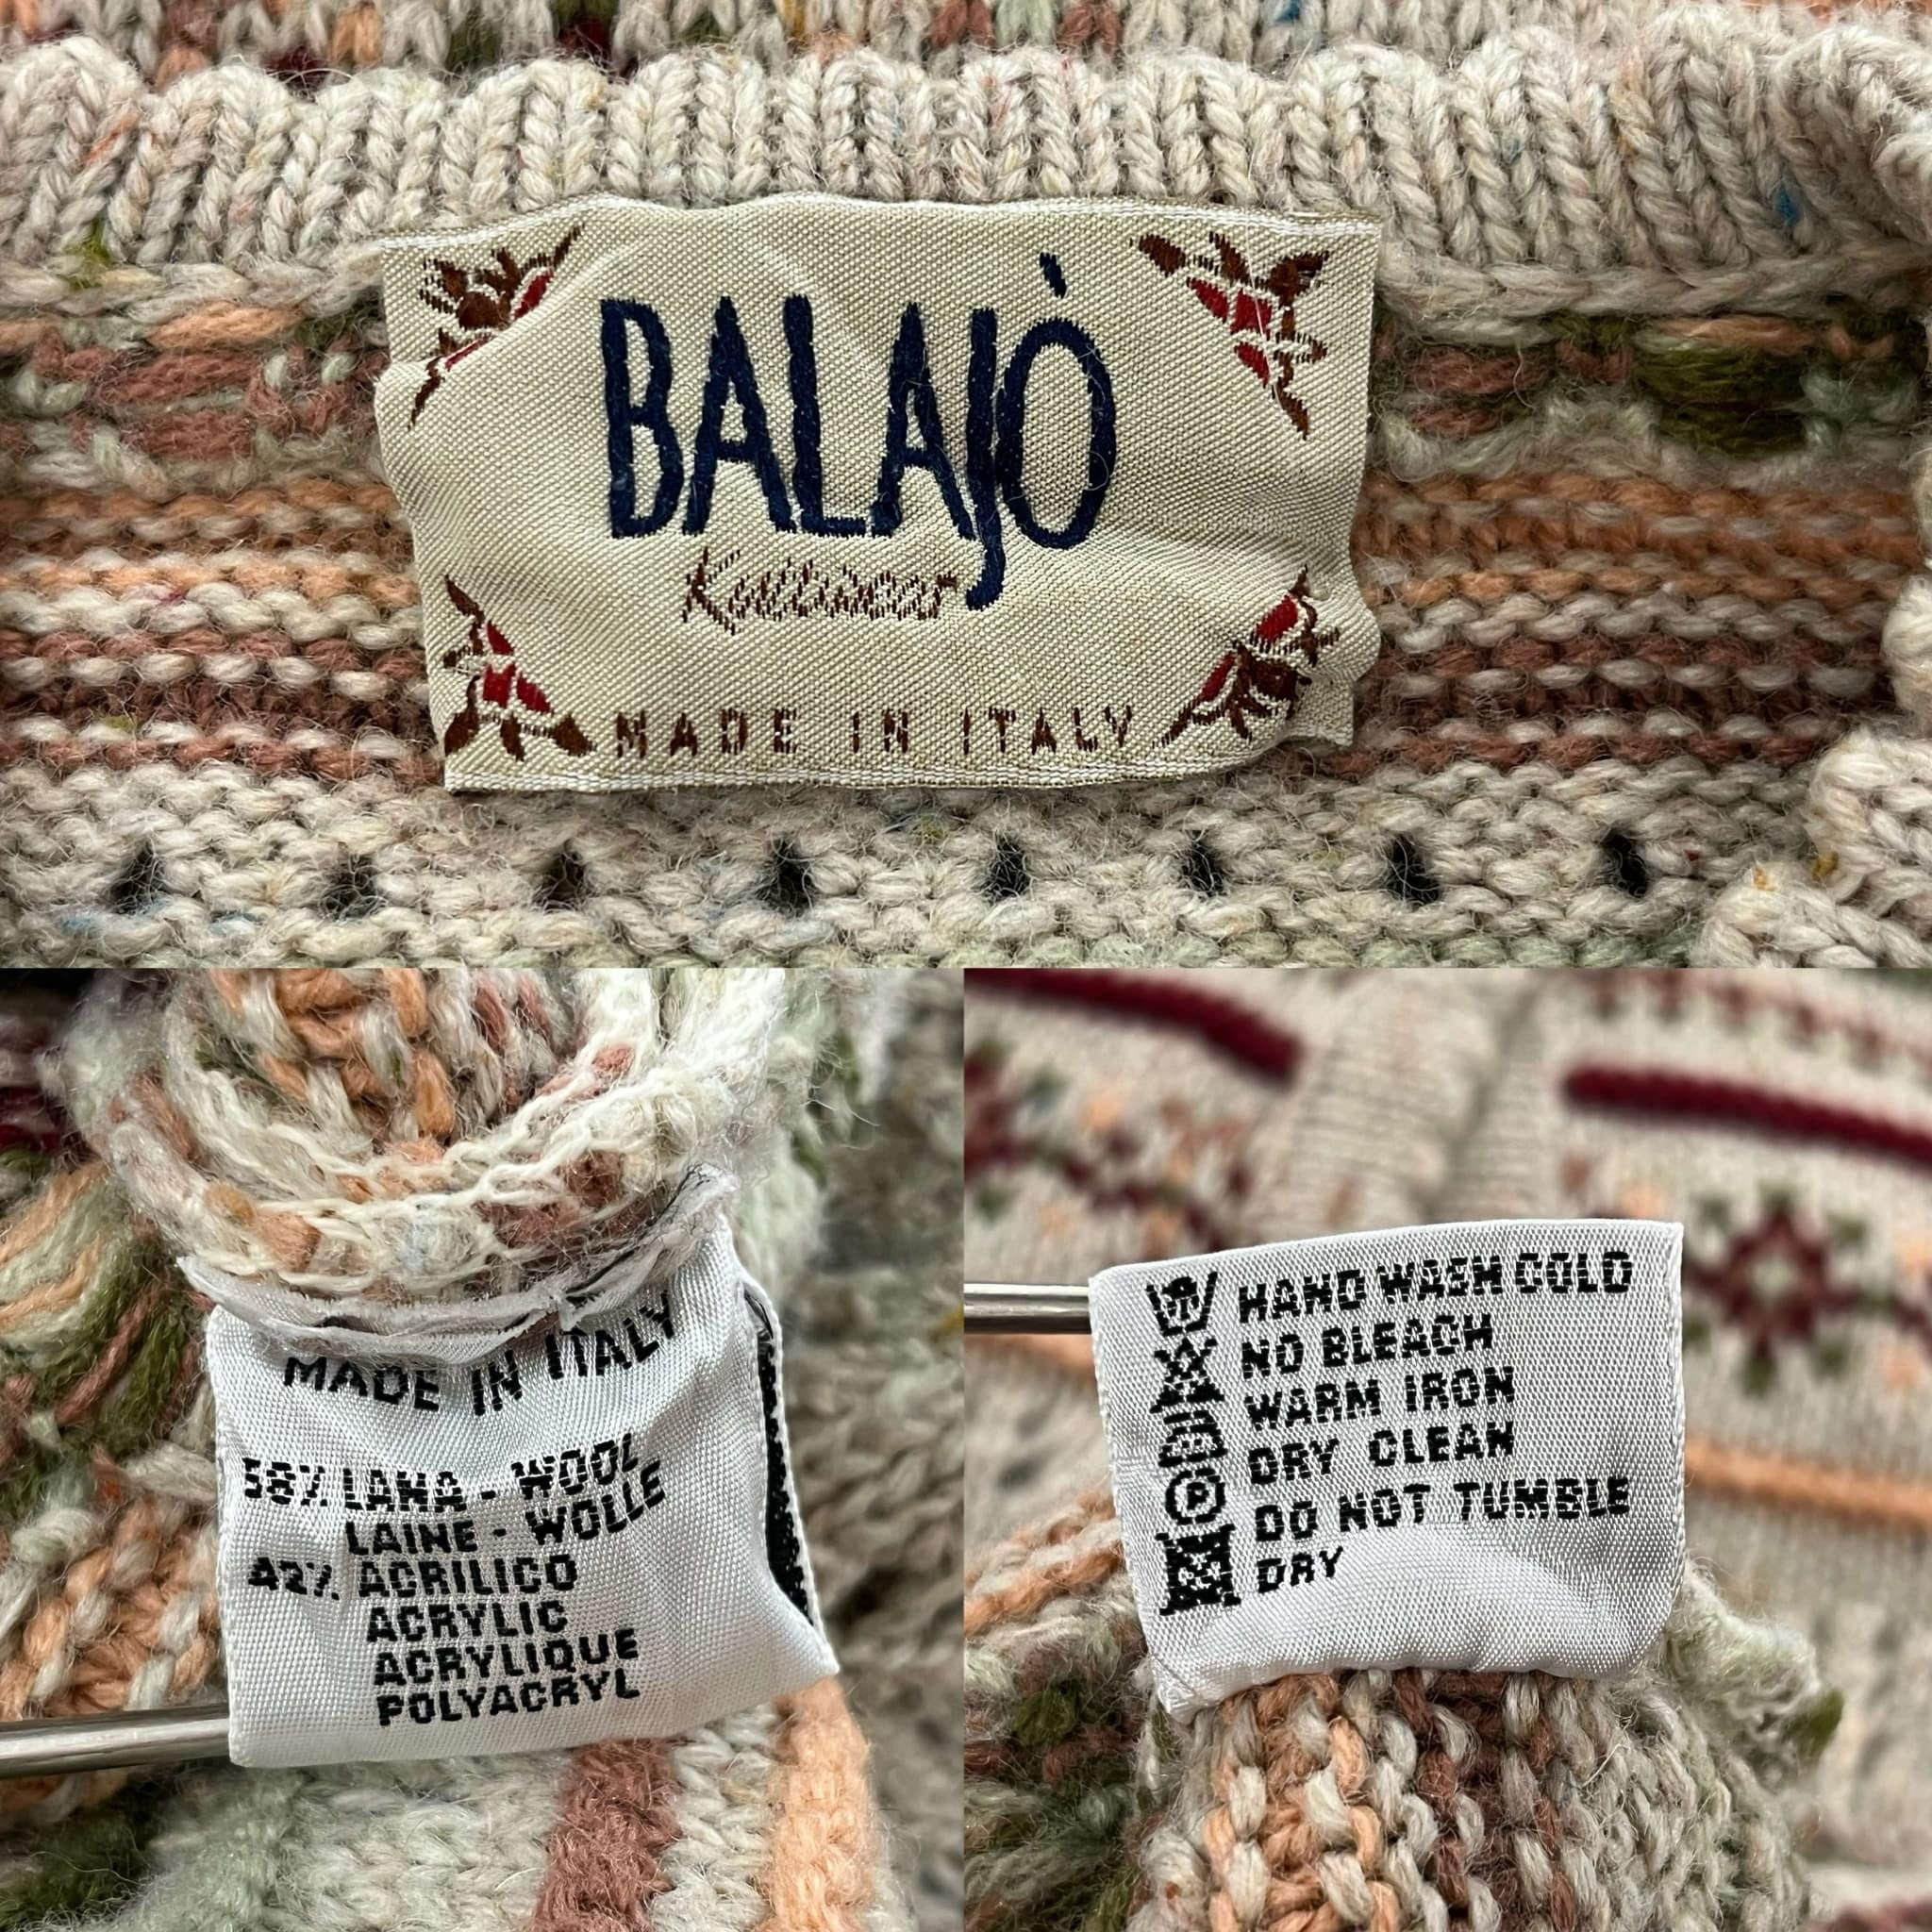 BALAJÒ
Knitwear
MADE IN ITALY
MADE IN ITALY
58% LANA - WOOL
LAINE - WOLLE
42% ACRILICO
ACRYLIC
ACRYLIQUE
POLYACRYL
HAND WASH COLD
NO BLEACH
WARM IRON
P DRY CLEAN
DO NOT TUMBLE
DRY